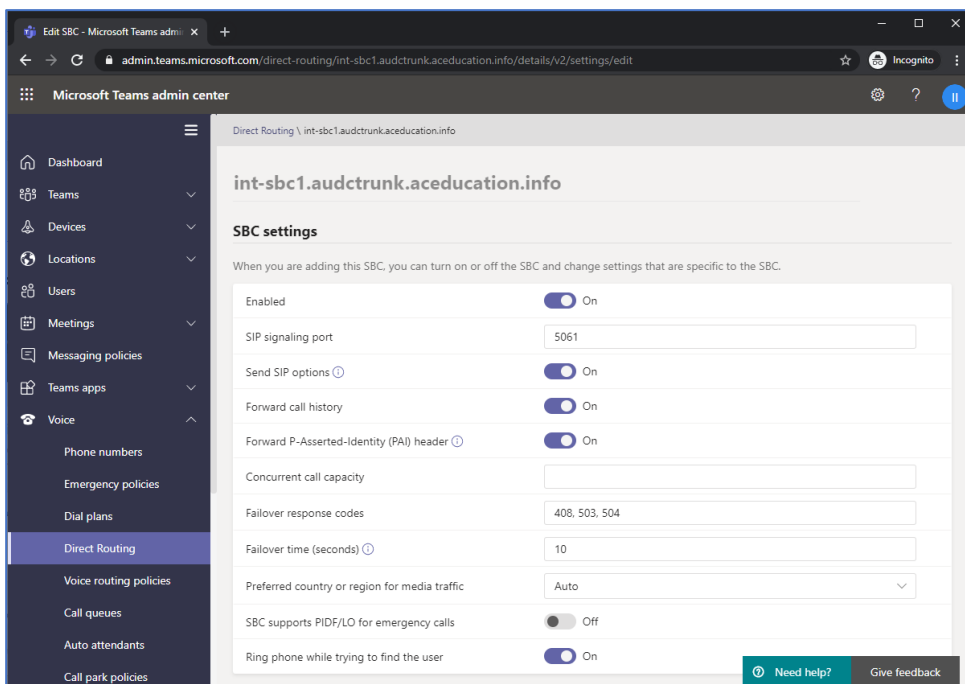 Edit SBC - Microsoft Teams admi
admin.teams.microsoft.com/direct-routing/int-sbc1.audctrunk.aceducation.info/details/v2/settings/edit
Incognito
Microsoft Teams admin center
II
Dashboard
Teams
Devices
Locations
Users
Meetings
Messaging policies
Teams apps
Voice
Phone numbers
Emergency policies
Dial plans
Direct Routing
Voice routing policies
Call queues
Auto attendants
Call park policies
Direct Routing \ int-sbc1.audctrunk.aceducation.info
int-sbc1.audctrunk.aceducation.info
SBC settings
When you are adding this SBC, you can turn on or off the SBC and change settings that are specific to the SBC.
Enabled On
SIP signaling port 5061
Send SIP options On
Forward call history On
Forward P-Asserted-Identity (PAI) header On
Concurrent call capacity
Failover response codes 408, 503, 504
Failover time (seconds) 10
Preferred country or region for media traffic Auto
SBC supports PIDF/LO for emergency calls Off
Ring phone while trying to find the user On
Need help? Give feedback